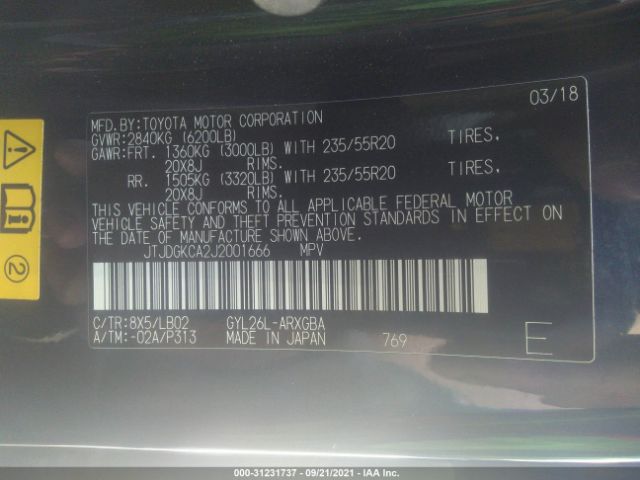 03/18
MFD.BY:TOYOTA MOTOR CORPORATION
GVWR:2840KG (6200LB)
GAWR:FRT. 1360KG (3000LB) WITH 235/55R20 TIRES,
20X8J RIMS.
RR. 1505KG (3320LB) WITH 235/55R20 TIRES,
20X8J RIMS.
THIS VEHICLE CONFORMS TO ALL APPLICABLE FEDERAL MOTOR
VEHICLE SAFETY AND THEFT PREVENTION STANDARDS IN EFFECT ON
THE DATE OF MANUFACTURE SHOWN ABOVE.
JTJDGKCA2J2001666 MPV
C/TR:8X5/LB02 GYL26L-ARXGBA
A/TM:-02A/P313 MADE IN JAPAN 769
E
2
000-31231737 - 09/21/2021 - IAA Inc.